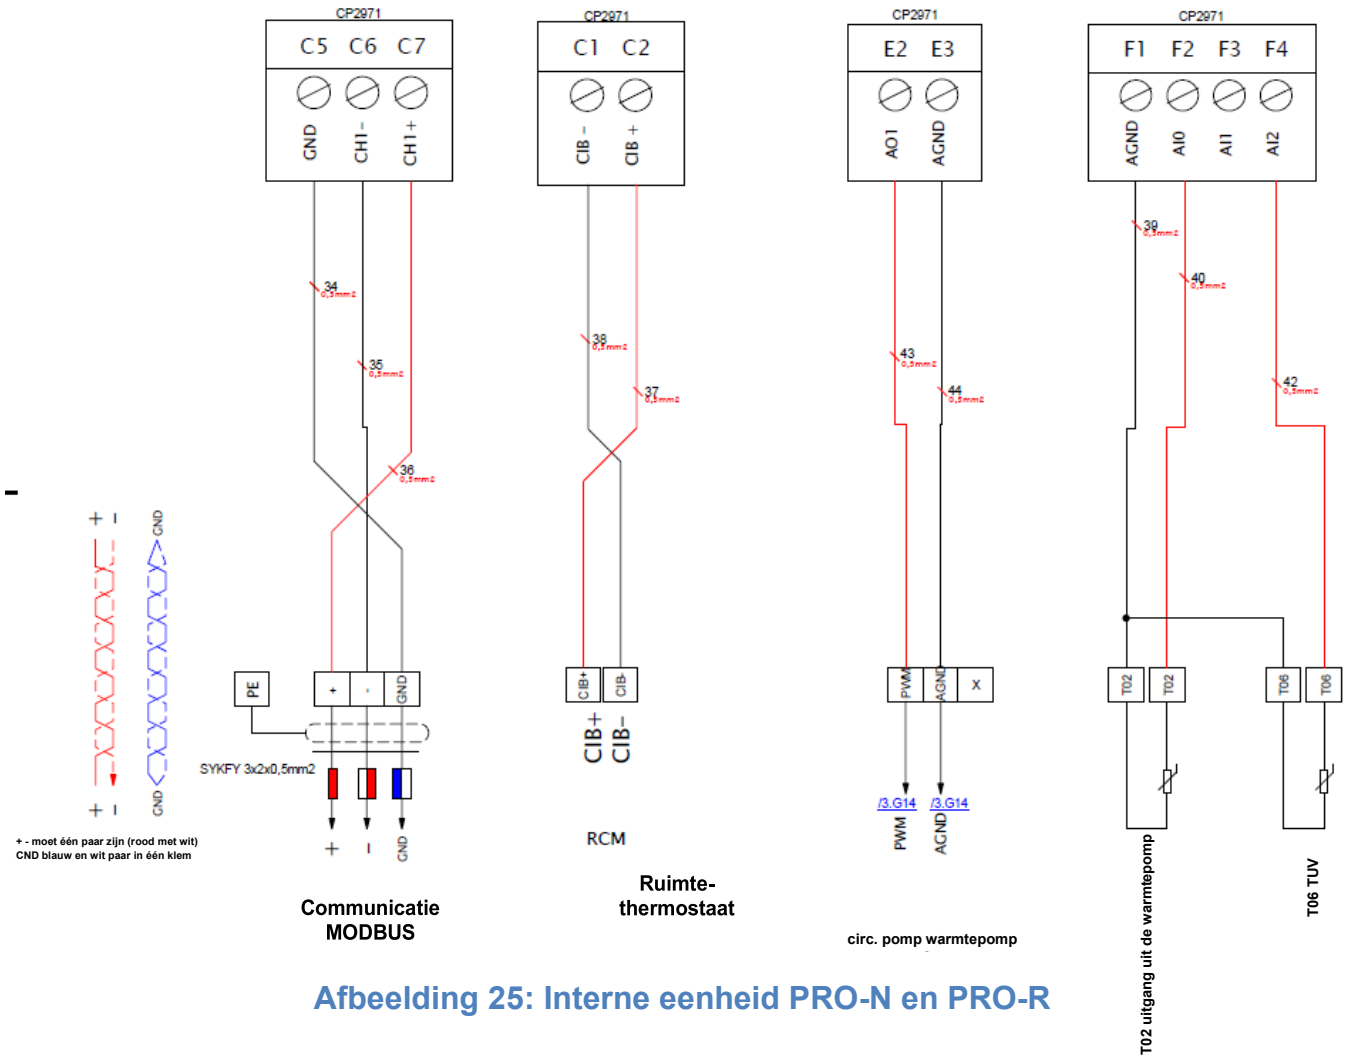 CP2971
C5 C6 C7
GND CH1- CH1+
34
0,5mm2
35
0,5mm2
36
0,5mm2
+ -
GND
+ -
GND
PE
+ - GND
SYKFY 3x2x0,5mm2
+ - GND
+ - moet één paar zijn (rood met wit)
CND blauw en wit paar in één klem
Communicatie
MODBUS
CP2971
C1 C2
CIB - CIB +
38
0,5mm2
37
0,5mm2
CIB+ CIB-
CIB+ CIB-
RCM
Ruimte-
thermostaat
CP2971
E2 E3
AO1 AGND
43
0,5mm2
44
0,5mm2
PWM AGND X
/3.G14 /3.G14
PWM AGND
circ. pomp warmtepomp
CP2971
F1 F2 F3 F4
AGND AI0 AI1 AI2
39
0,5mm2
40
0,5mm2
42
0,5mm2
T02 T02 T06 T06
T02 uitgang uit de warmtepomp
T06 TUV
Afbeelding 25: Interne eenheid PRO-N en PRO-R